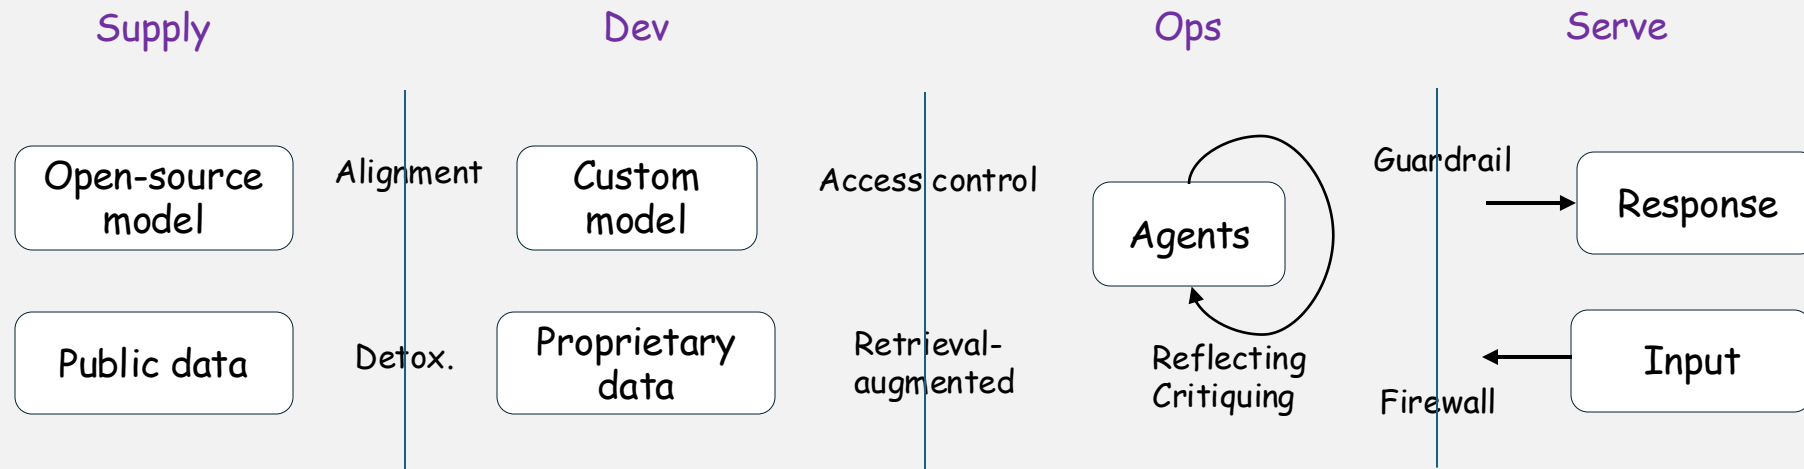 Supply
Dev
Ops
Serve
Open-source
model
Alignment
Custom
model
Access control
Agents
Guardrail
Response
Public data
Detox.
Proprietary
data
Retrieval-
augmented
Reflecting
Critiquing
Firewall
Input